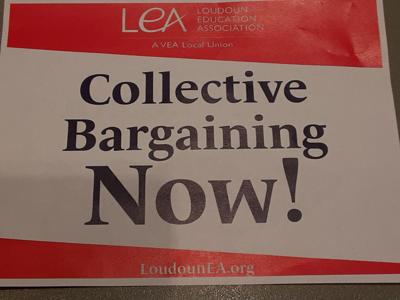 LEA LOUDOUN
EDUCATION
ASSOCIATION
A VEA Local Union
Collective
Bargaining
Now!
LoudounEA.org